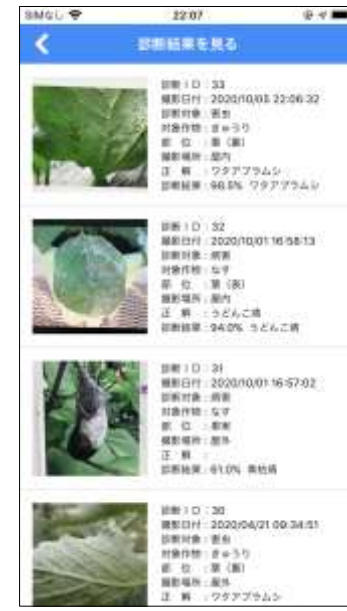 SIMなし 22:07
診断結果を見る
診断ID:33
撮影日付:2020/10/05 22:06:32
診断対象:害虫
対象作物:きゅうり
部 位 :葉(裏)
撮影場所:屋内
正 解 :ワタアブラムシ
診断結果:96.5% ワタアブラムシ
診断ID:32
撮影日付:2020/10/01 16:58:13
診断対象:病害
対象作物:なす
部 位 :葉(表)
撮影場所:屋内
正 解 :うどんこ病
診断結果:94.0% うどんこ病
診断ID:31
撮影日付:2020/10/01 16:57:02
診断対象:病害
対象作物:なす
部 位 :果実
撮影場所:屋外
正 解 :
診断結果:61.0%
診断ID:30
撮影日付:2020/04/21 09:34:51
診断対象:害虫
対象作物:きゅうり
部 位 :葉(裏)
撮影場所:屋外
正 解 :ワタアブラムシ